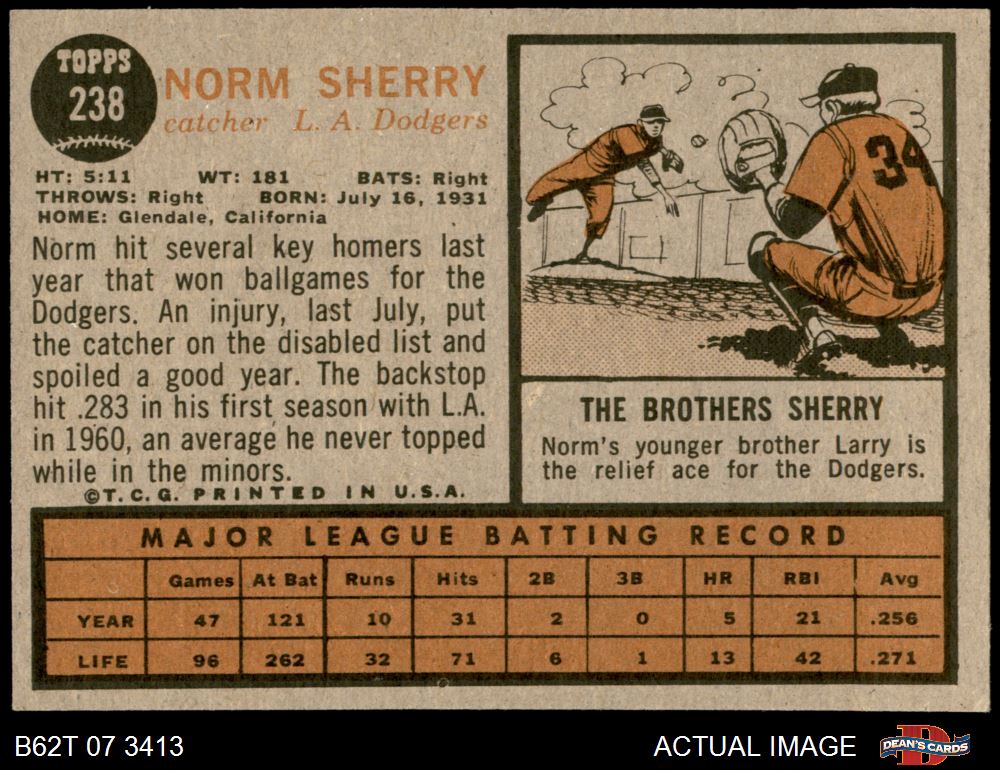 TOPPS
238
NORM SHERRY
catcher L. A. Dodgers
HT: 5:11 WT: 181 BATS: Right
THROWS: Right BORN: July 16, 1931
HOME: Glendale, California
Norm hit several key homers last
year that won ballgames for the
Dodgers. An injury, last July, put
the catcher on the disabled list and
spoiled a good year. The backstop
hit .283 in his first season with L.A.
in 1960, an average he never topped
while in the minors.
©T.C.G. PRINTED IN U.S.A.
34
THE BROTHERS SHERRY
Norm's younger brother Larry is
the relief ace for the Dodgers.
MAJOR LEAGUE BATTING RECORD
Games At Bat Runs Hits 2B 3B HR RBI Avg
YEAR 47 121 10 31 2 0 5 21 .256
LIFE 96 262 32 71 6 1 13 42 .271
B62T 07 3413 ACTUAL IMAGE D DEAN'S CARDS